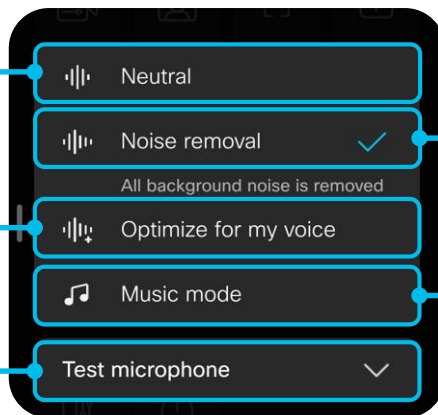 Neutral
Noise removal
All background noise is removed
Optimize for my voice
Music mode
Test microphone